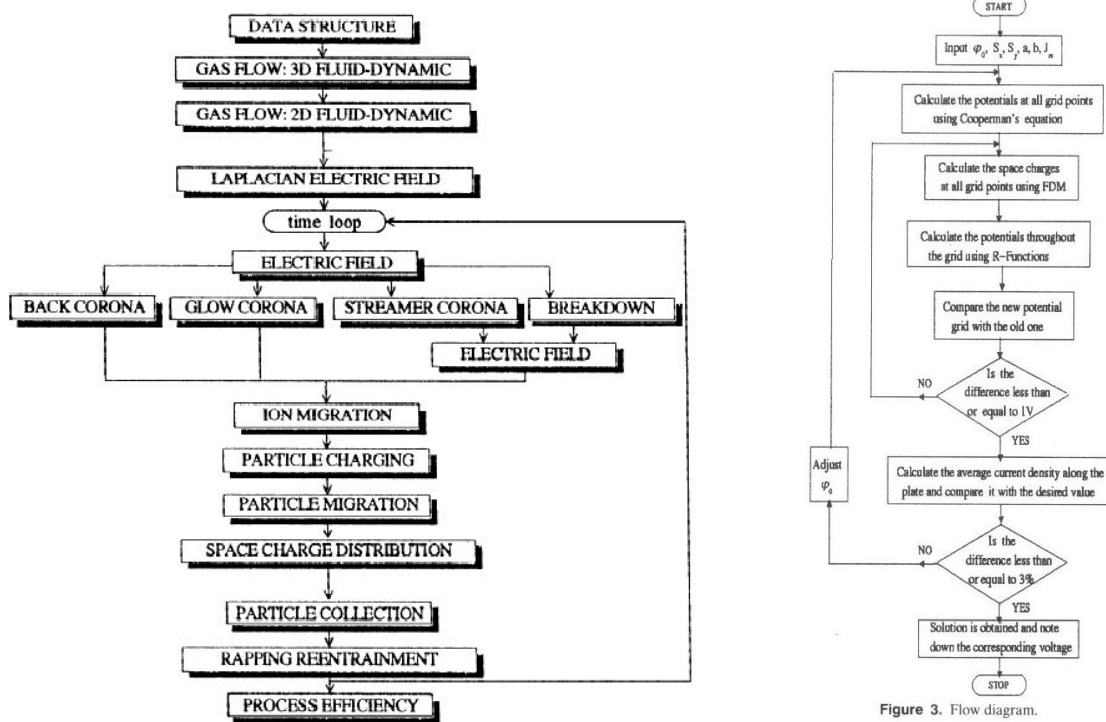 DATA STRUCTURE
GAS FLOW: 3D FLUID-DYNAMIC
GAS FLOW: 2D FLUID-DYNAMIC
LAPLACIAN ELECTRIC FIELD
time loop
ELECTRIC FIELD
BACK CORONA
GLOW CORONA
STREAMER CORONA
BREAKDOWN
ELECTRIC FIELD
ION MIGRATION
PARTICLE CHARGING
PARTICLE MIGRATION
SPACE CHARGE DISTRIBUTION
PARTICLE COLLECTION
RAPPING REENTRAINMENT
PROCESS EFFICIENCY
START
Input φ₀, Sₓ, Sᵧ, a, b, Jₙ
Calculate the potentials at all grid points
using Cooperman's equation
Calculate the space charges
at all grid points using FDM
Calculate the potentials throughout
the grid using R-Functions
Compare the new potential
grid with the old one
Is the
difference less than
or equal to 1V
NO
YES
Adjust
φ₀
Calculate the average current density along the
plate and compare it with the desired value
Is the
difference less than
or equal to 3%
NO
YES
Solution is obtained and note
down the corresponding voltage
STOP
Figure 3. Flow diagram.